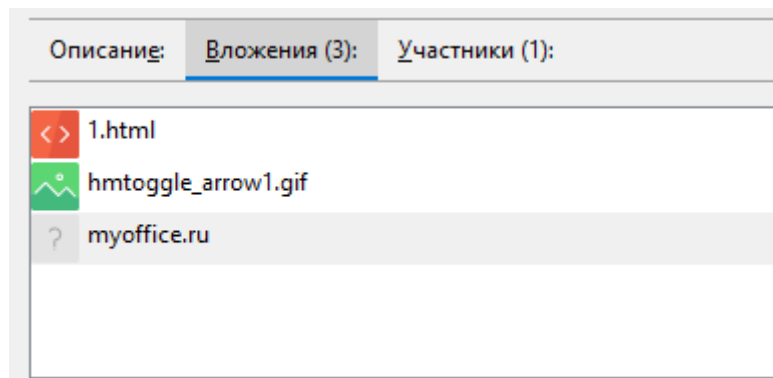 Описание: Вложения (3): Участники (1):
1.html
hmtoggle_arrow1.gif
myoffice.ru